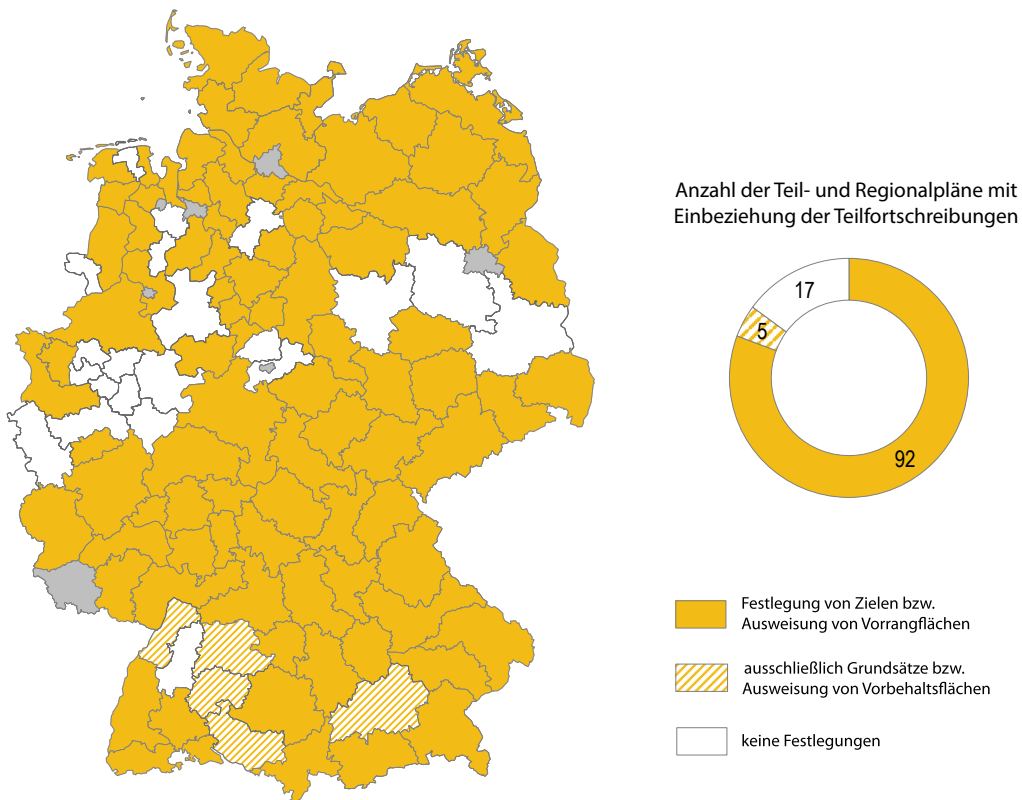 Anzahl der Teil- und Regionalpläne mit
Einbeziehung der Teilfortschreibungen
17
5
92
Festlegung von Zielen bzw.
Ausweisung von Vorrangflächen
ausschließlich Grundsätze bzw.
Ausweisung von Vorbehaltsflächen
keine Festlegungen